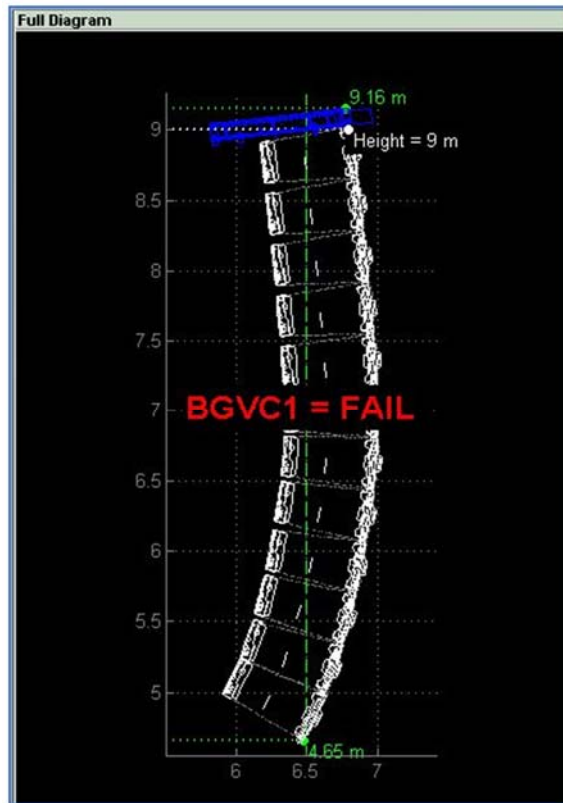 Full Diagram
9.16 m
9
Height = 9 m
8.5
8
7.5
BGVC1 = FAIL
7
6.5
6
5.5
5
4.65 m
6 6.5 7